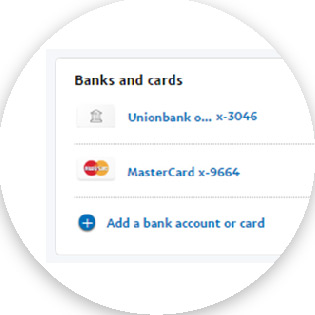 Banks and cards
Unionbank o... x-3046
MasterCard x-9664
Add a bank account or card